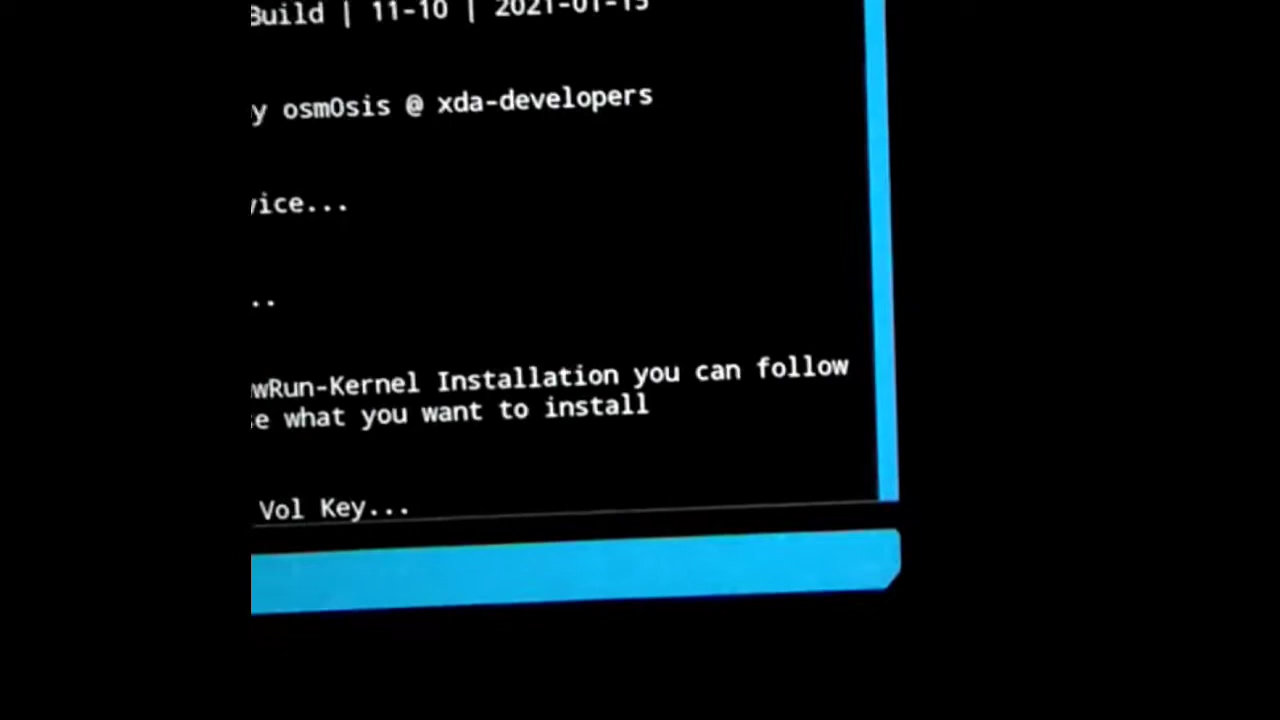 Build | 11-10 | 2021-01-15
y osm0sis @ xda-developers
vice...
..
wRun-Kernel Installation you can follow
se what you want to install
Vol Key...